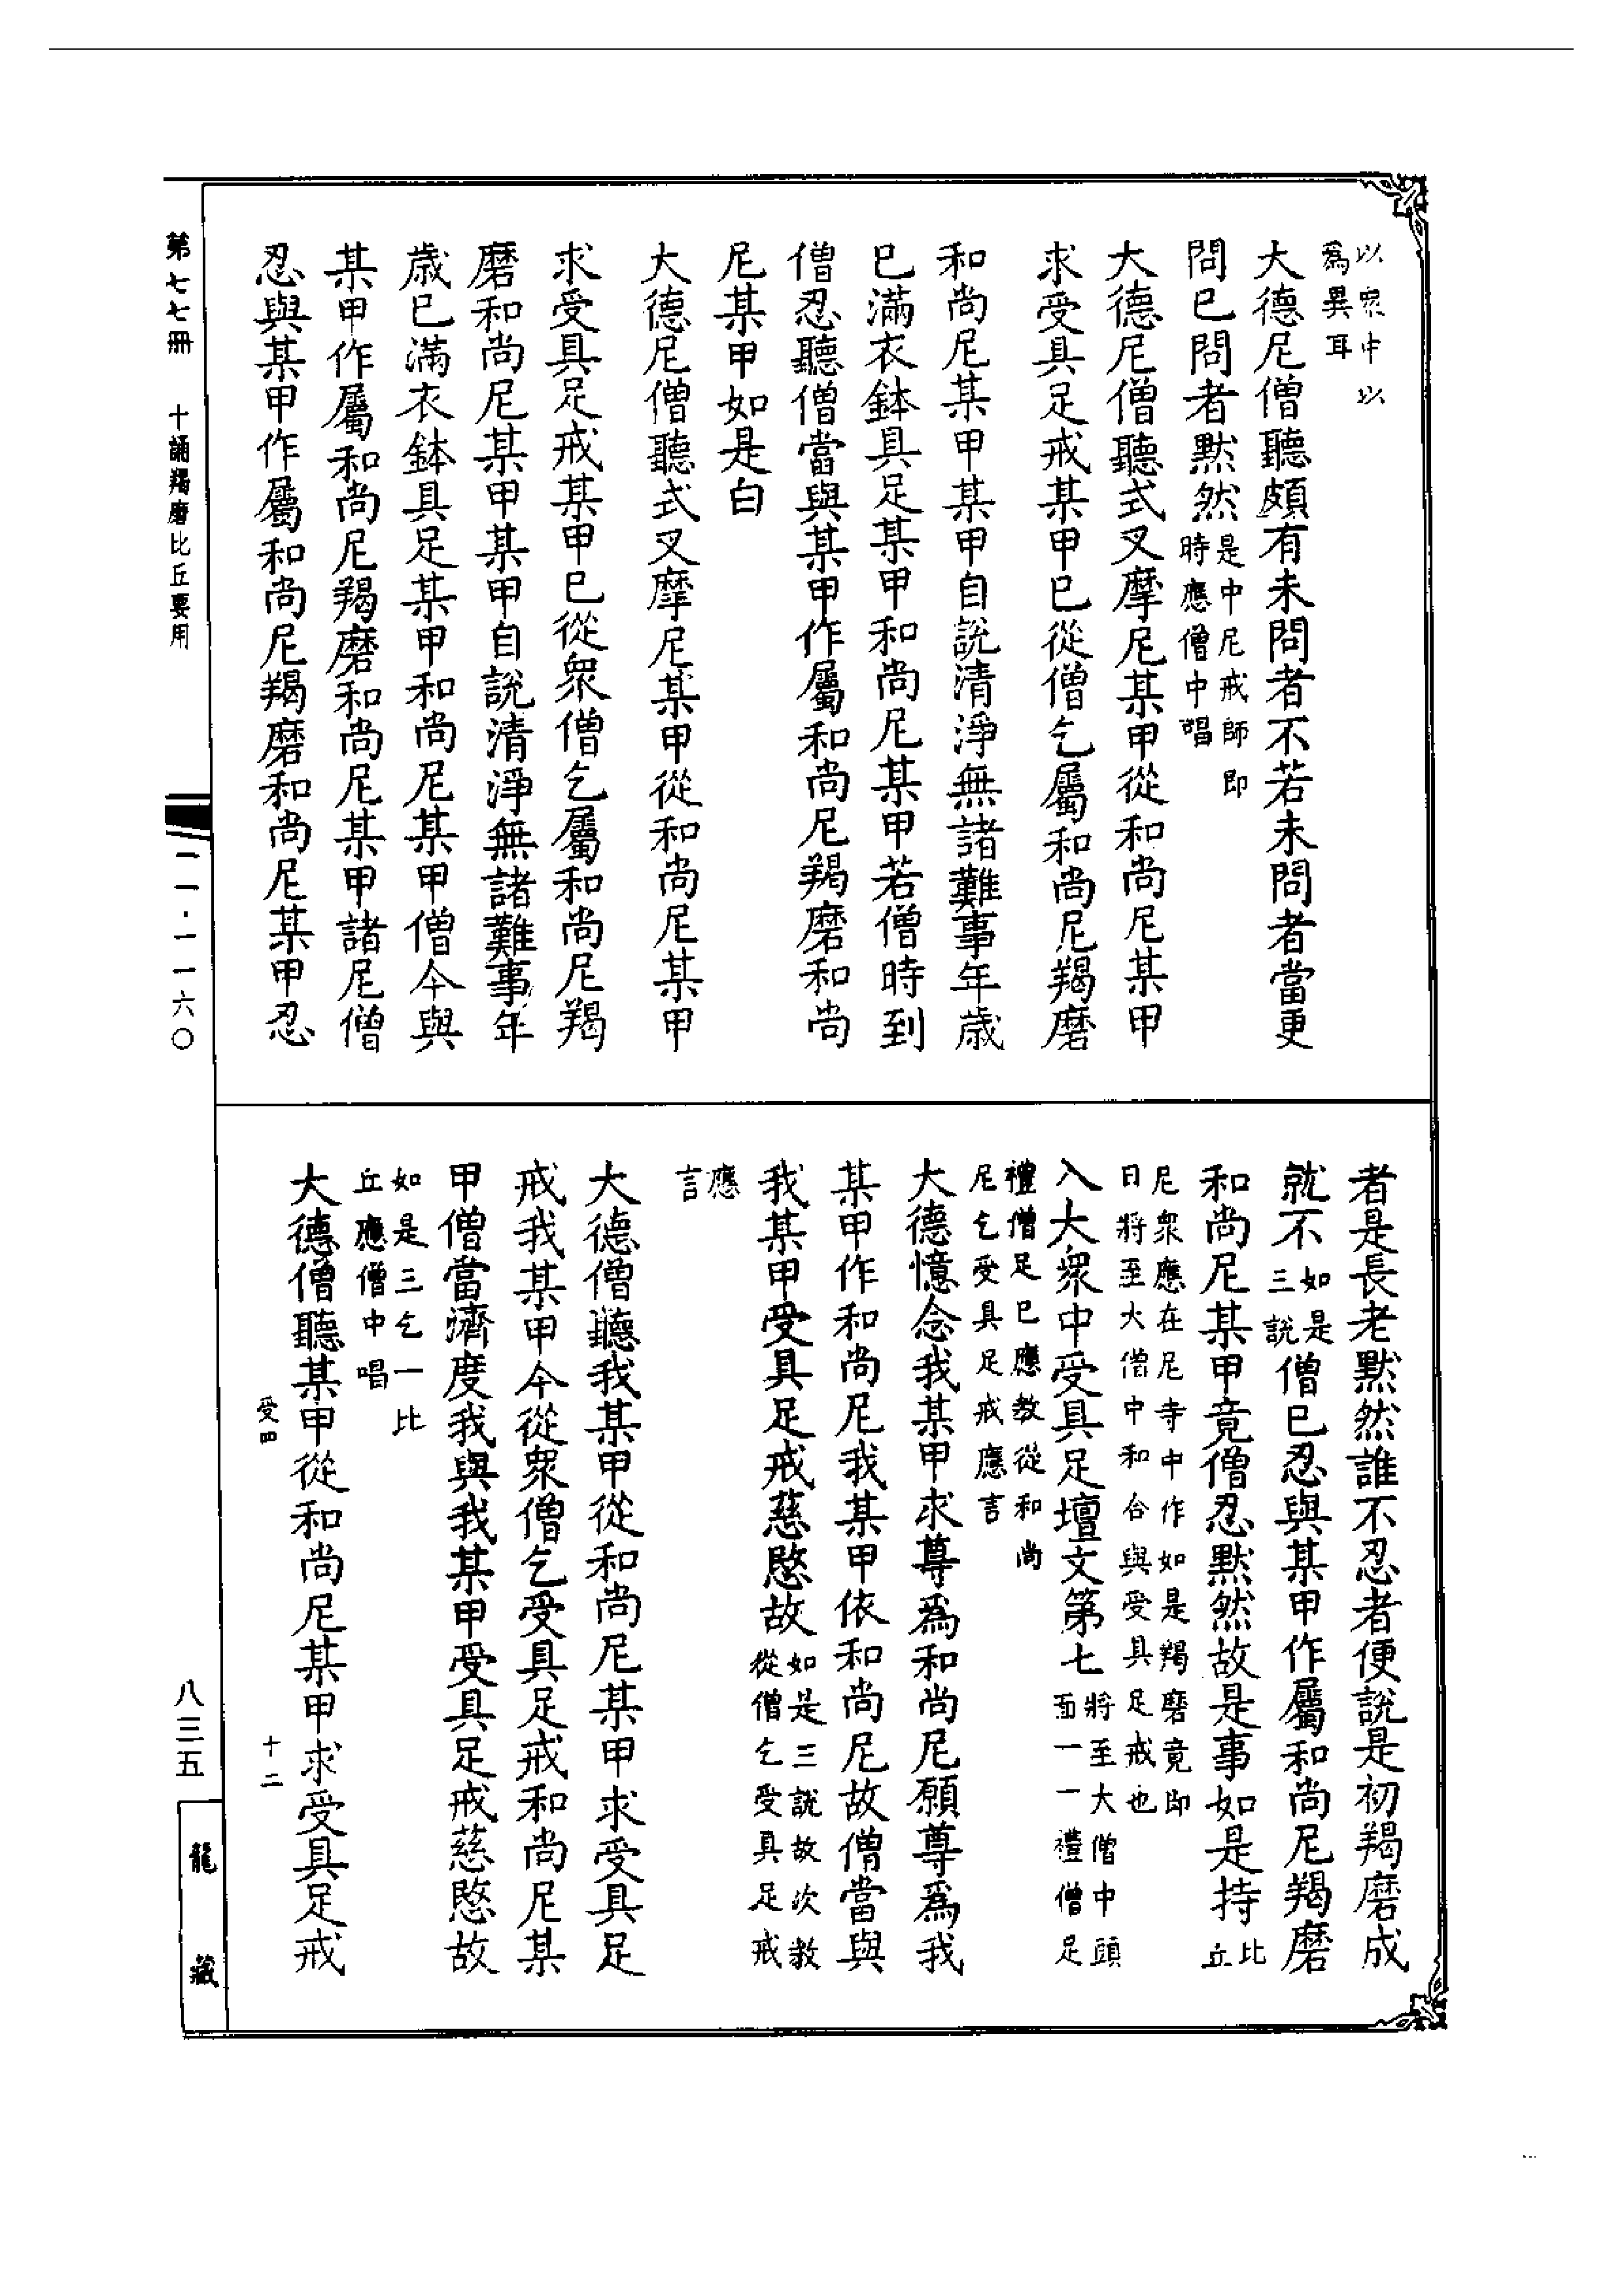 以衆中以
為異耳
大德尼僧聽頗有未問者不若未問者當更
問已問者默然是中尼戒師即
時應僧中唱
大德尼僧聽式叉摩尼某甲從和尚尼某甲
求受具足戒某甲已從僧乞屬和尚尼羯磨
和尚尼某甲某甲自說清淨無諸難事年歲
已滿衣鉢具足某甲和尚尼某甲若僧時到
僧忍聽僧當與某甲作屬和尚尼羯磨和尚
尼某甲如是白
大德尼僧聽式叉摩尼某甲從和尚尼某甲
求受具足戒某甲已從衆僧乞屬和尚尼羯
磨和尚尼某甲某甲自說清淨無諸難事年
歲已滿衣鉢具足某甲和尚尼某甲僧今與
某甲作屬和尚尼羯磨和尚尼某甲諸尼僧
忍與某甲作屬和尚尼羯磨和尚尼某甲忍
者是長老默然誰不忍者便說是初羯磨成
就不如是
三說僧已忍與某甲作屬和尚尼羯磨
和尚尼某甲竟僧忍默然故是事如是持比
丘
尼衆應在尼寺中作如是羯磨竟即
日將至大僧中和合與受具足戒也
入大衆中受具足壇文第七將至大僧中頭
面一一禮僧足
禮僧足已應教從和尚
尼乞受具足戒應言
大德憶念我某甲求尊為和尚尼願尊為我
某甲作和尚尼我某甲依和尚尼故僧當與
我某甲受具足戒慈愍故如是三說故次教
從僧乞受具足戒
應
言
大德僧聽我某甲從和尚尼某甲求受具足
戒我某甲今從衆僧乞受具足戒和尚尼某
甲僧當濟度我與我某甲受具足戒慈愍故
如是三乞一比
丘應僧中唱
大德僧聽某甲從和尚尼某甲求受具足戒
受四
十二
第七七冊 十誦羯磨比丘要用
一一·一一六〇
八三五
龍藏